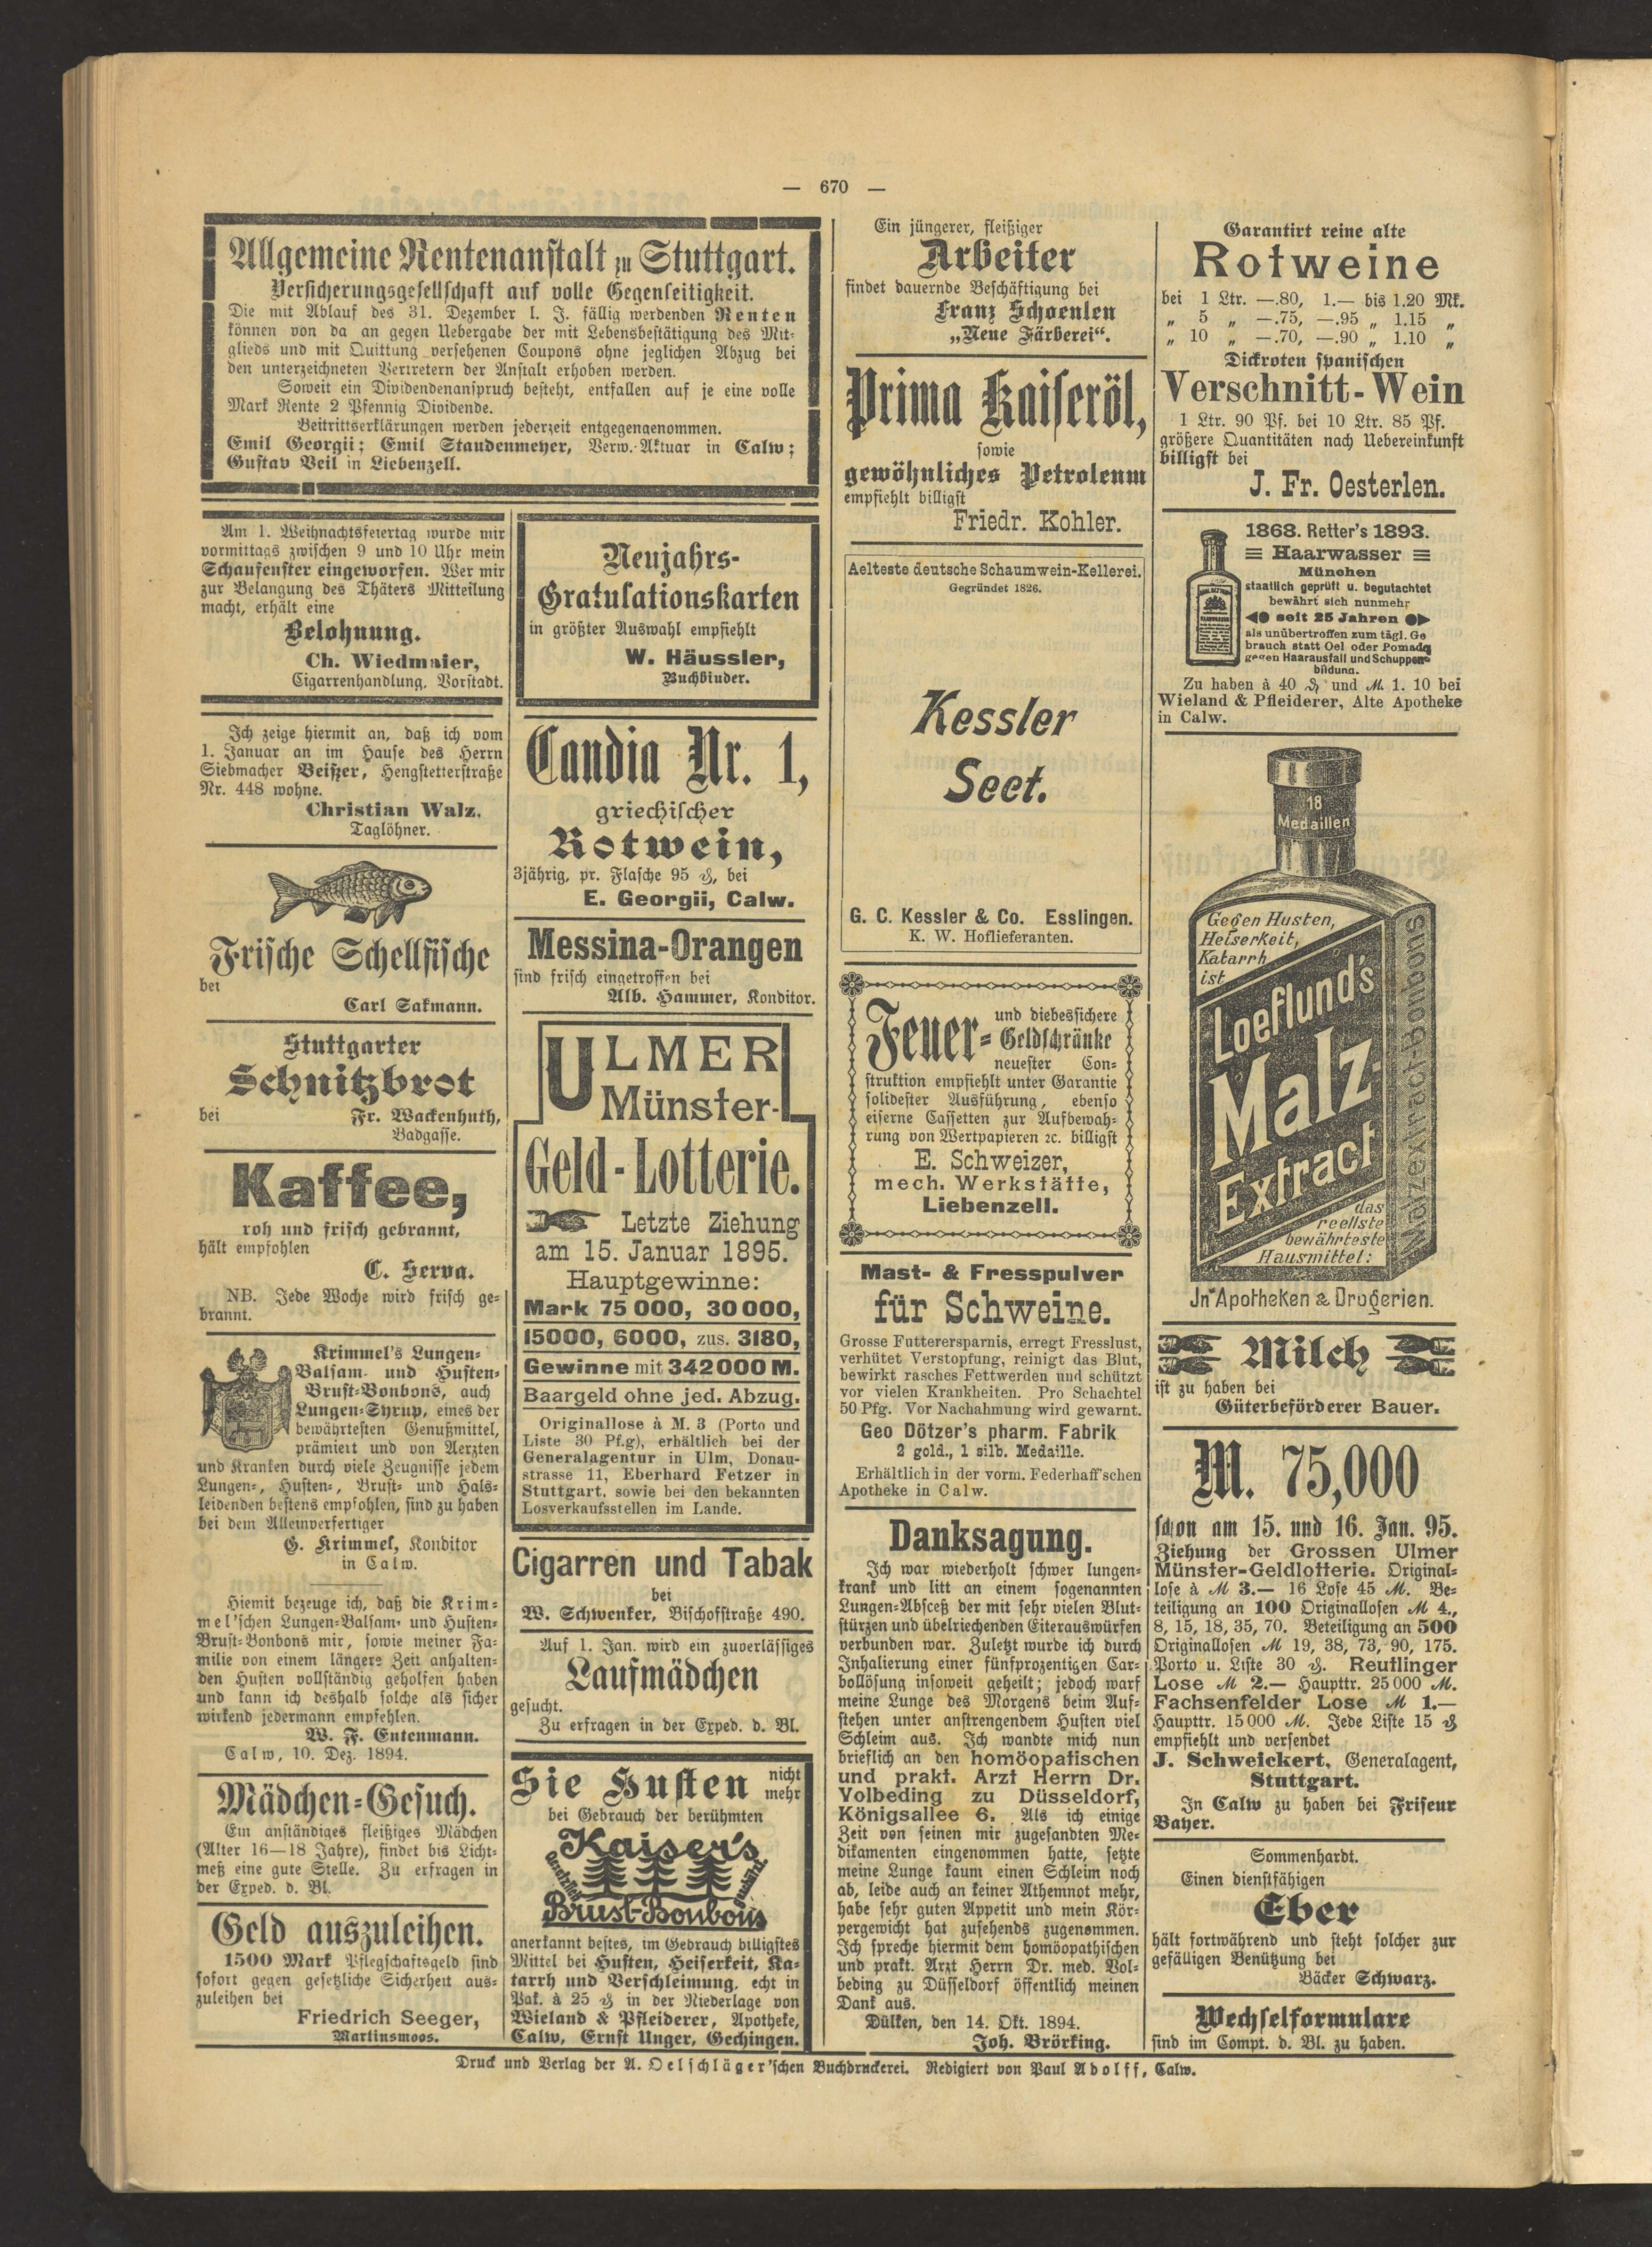 — 670 —
Allgemeine Rentenanstalt zu Stuttgart.
Versicherungsgesellschaft auf volle Gegenseitigkeit.
Die mit Ablauf des 31. Dezember l. J. fällig werdenden Renten
können von da an gegen Uebergabe der mit Lebensbestätigung des Mit-
glieds und mit Quittung versehenen Coupons ohne jeglichen Abzug bei
den unterzeichneten Vertretern der Anstalt erhoben werden.
Soweit ein Dividendenanspruch besteht, entfallen auf je eine volle
Mark Rente 2 Pfennig Dividende.
Beitrittserklärungen werden jederzeit entgegengenommen.
Emil Georgii; Emil Staudenmeyer, Verw.-Aktuar in Calw;
Gustav Veil in Liebenzell.
Am 1. Weihnachtsfeiertag wurde mir
vormittags zwischen 9 und 10 Uhr mein
Schaufenster eingeworfen. Wer mir
zur Belangung des Thäters Mitteilung
macht, erhält eine
Belohnung.
Ch. Wiedmaier,
Cigarrenhandlung, Vorstadt.
Ich zeige hiermit an, daß ich vom
1. Januar an im Hause des Herrn
Siebmacher Beißer, Hengstetterstraße
Nr. 448 wohne.
Christian Walz.
Taglöhner.
Frische Schellfische
bei
Carl Sakmann.
Stuttgarter
Schnitzbrot
bei Fr. Wackenhuth,
Badgasse.
Kaffee,
roh und frisch gebrannt,
hält empfohlen
C. Serva.
NB. Jede Woche wird frisch ge-
brannt.
Krimmel's Lungen-
Balsam- und Husten-
Brust-Bonbons, auch
Lungen-Syrup, eines der
bewährtesten Genußmittel,
prämiert und von Aerzten
und Kranken durch viele Zeugnisse jedem
Lungen-, Husten-, Brust- und Hals-
leidenden bestens empfohlen, sind zu haben
bei dem Alleinverfertiger
G. Krimmel, Konditor
in Calw.
Hiemit bezeuge ich, daß die Krim-
mel'schen Lungen-Balsam- und Husten-
Brust-Bonbons mir, sowie meiner Fa-
milie von einem längere Zeit anhalten-
den Husten vollständig geholfen haben
und kann ich deshalb solche als sicher
wirkend jedermann empfehlen.
W. F. Entenmann.
Calw, 10. Dez. 1894.
Mädchen-Gesuch.
Ein anständiges fleißiges Mädchen
(Alter 16—18 Jahre), findet bis Licht-
meß eine gute Stelle. Zu erfragen in
der Exped. d. Bl.
Geld auszuleihen.
1500 Mark Pflegschaftsgeld sind
sofort gegen gesetzliche Sicherheit aus-
zuleihen bei
Friedrich Seeger,
Martinsmoos.
Neujahrs-
Gratulationskarten
in größter Auswahl empfiehlt
W. Häussler,
Buchbinder.
Candia Nr. 1,
griechischer
Rotwein,
3jährig, pr. Flasche 95 ₰, bei
E. Georgii, Calw.
Messina-Orangen
sind frisch eingetroffen bei
Alb. Hammer, Konditor.
ULMER
Münster-
Geld-Lotterie.
Letzte Ziehung
am 15. Januar 1895.
Hauptgewinne:
Mark 75 000, 30 000,
15000, 6000, zus. 3180,
Gewinne mit 342000 M.
Baargeld ohne jed. Abzug.
Originallose à M. 3 (Porto und
Liste 30 Pf.g), erhältlich bei der
Generalagentur in Ulm, Donau-
strasse 11, Eberhard Fetzer in
Stuttgart, sowie bei den bekannten
Losverkaufsstellen im Lande.
Cigarren und Tabak
bei
W. Schwenker, Bischofstraße 490.
Auf 1. Jan. wird ein zuverlässiges
Laufmädchen
gesucht.
Zu erfragen in der Exped. d. Bl.
Sie Husten nicht mehr
bei Gebrauch der berühmten
Kaiser's
gesetzlich geschützt.
Brust-Bonbons
anerkannt bestes, im Gebrauch billigstes
Mittel bei Husten, Heiserkeit, Ka-
tarrh und Verschleimung, echt in
Pak. à 25 ₰ in der Niederlage von
Wieland & Pfleiderer, Apotheke,
Calw, Ernst Unger, Gechingen.
Ein jüngerer, fleißiger
Arbeiter
findet dauernde Beschäftigung bei
Franz Schoenlen
„Neue Färberei“.
Prima Kaiseröl,
sowie
gewöhnliches Petroleum
empfiehlt billigst
Friedr. Kohler.
Aelteste deutsche Schaumwein-Kellerei.
Gegründet 1826.
Kessler
Sect.
G. C. Kessler & Co. Esslingen.
K. W. Hoflieferanten.
Feuer- und diebessichere
Geldschränke
neuester Con-
struktion empfiehlt unter Garantie
solidester Ausführung, ebenso
eiserne Cassetten zur Aufbewah-
rung von Wertpapieren ꝛc. billigst
E. Schweizer,
mech. Werkstätte,
Liebenzell.
Mast- & Fresspulver
für Schweine.
Grosse Futterersparnis, erregt Fresslust,
verhütet Verstopfung, reinigt das Blut,
bewirkt rasches Fettwerden und schützt
vor vielen Krankheiten. Pro Schachtel
50 Pfg. Vor Nachahmung wird gewarnt.
Geo Dötzer's pharm. Fabrik
2 gold., 1 silb. Medaille.
Erhältlich in der vorm. Federhaff'schen
Apotheke in Calw.
Danksagung.
Ich war wiederholt schwer lungen-
krank und litt an einem sogenannten
Lungen-Absceß der mit sehr vielen Blut-
stürzen und übelriechenden Eiterauswürfen
verbunden war. Zuletzt wurde ich durch
Inhalierung einer fünfprozentigen Car-
bollösung insoweit geheilt; jedoch warf
meine Lunge des Morgens beim Auf-
stehen unter anstrengendem Husten viel
Schleim aus. Ich wandte mich nun
brieflich an den homöopatischen
und prakt. Arzt Herrn Dr.
Volbeding zu Düsseldorf,
Königsallee 6. Als ich einige
Zeit von seinen mir zugesandten Me-
dikamenten eingenommen hatte, setzte
meine Lunge kaum einen Schleim noch
ab, leide auch an keiner Athemnot mehr,
habe sehr guten Appetit und mein Kör-
pergewicht hat zusehends zugenommen.
Ich spreche hiermit dem homöopathischen
und prakt. Arzt Herrn Dr. med. Vol-
beding zu Düsseldorf öffentlich meinen
Dank aus.
Dülken, den 14. Okt. 1894.
Joh. Brörking.
Garantirt reine alte
Rotweine
bei 1 Ltr. —.80, 1.— bis 1.20 Mk.
„ 5 „ —.75, —.95 „ 1.15 „
„ 10 „ —.70, —.90 „ 1.10 „
Dickroten spanischen
Verschnitt-Wein
1 Ltr. 90 Pf. bei 10 Ltr. 85 Pf.
größere Quantitäten nach Uebereinkunft
billigst bei
J. Fr. Oesterlen.
1868. Retter's 1893.
Haarwasser
München
staatlich geprüft u. begutachtet
bewährt sich nunmehr
seit 25 Jahren
als unübertroffen zum tägl. Ge
brauch statt Oel oder Pomade
gegen Haarausfall und Schuppen-
bildung.
Zu haben à 40 ₰ und M. 1. 10 bei
Wieland & Pfleiderer, Alte Apotheke
in Calw.
18
Medaillen
Gegen Husten,
Heiserkeit,
Katarrh
ist
Loeflund's
Malz-
Extract
Malzextract-Bonbons
das
reellste
bewährteste
Hausmittel:
In Apotheken & Drogerien.
Milch
ist zu haben bei
Güterbeförderer Bauer.
M. 75,000
schon am 15. und 16. Jan. 95.
Ziehung der Grossen Ulmer
Münster-Geldlotterie. Original-
lose à M 3.— 16 Lose 45 M. Be-
teiligung an 100 Originallosen M 4.,
8, 15, 18, 35, 70. Beteiligung an 500
Originallosen M 19, 38, 73, 90, 175.
Porto u. Liste 30 ₰. Reutlinger
Lose M 2.— Haupttr. 25 000 M.
Fachsenfelder Lose M 1.—
Haupttr. 15 000 M. Jede Liste 15 ₰
empfiehlt und versendet
J. Schweickert, Generalagent,
Stuttgart.
In Calw zu haben bei Friseur
Bayer.
Sommenhardt.
Einen dienstfähigen
Eber
hält fortwährend und steht solcher zur
gefälligen Benützung bei
Bäcker Schwarz.
Wechselformulare
sind im Compt. d. Bl. zu haben.
Druck und Verlag der A. Oelschläger'schen Buchdruckerei. Redigiert von Paul Adolff, Calw.